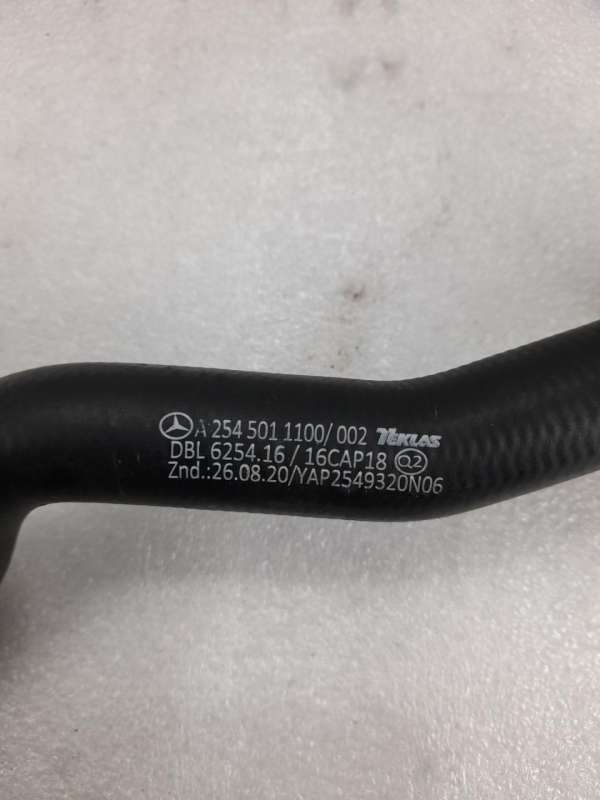 A 254 501 1100/ 002 TEKLAS
DBL 6254.16 / 16CAP18 Q2
Znd.:26.08.20/YAP2549320N06